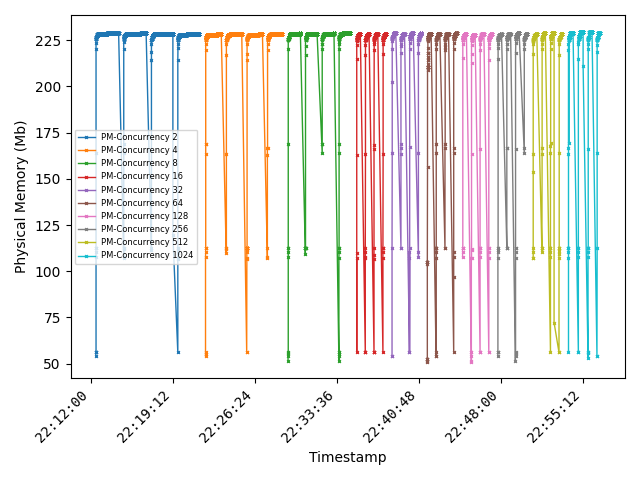 Physical Memory (Mb)
225
200
175
150
125
100
75
50
PM-Concurrency 2
PM-Concurrency 4
PM-Concurrency 8
PM-Concurrency 16
PM-Concurrency 32
PM-Concurrency 64
PM-Concurrency 128
PM-Concurrency 256
PM-Concurrency 512
PM-Concurrency 1024
22:12:00
22:19:12
22:26:24
22:33:36
22:40:48
22:48:00
22:55:12
Timestamp